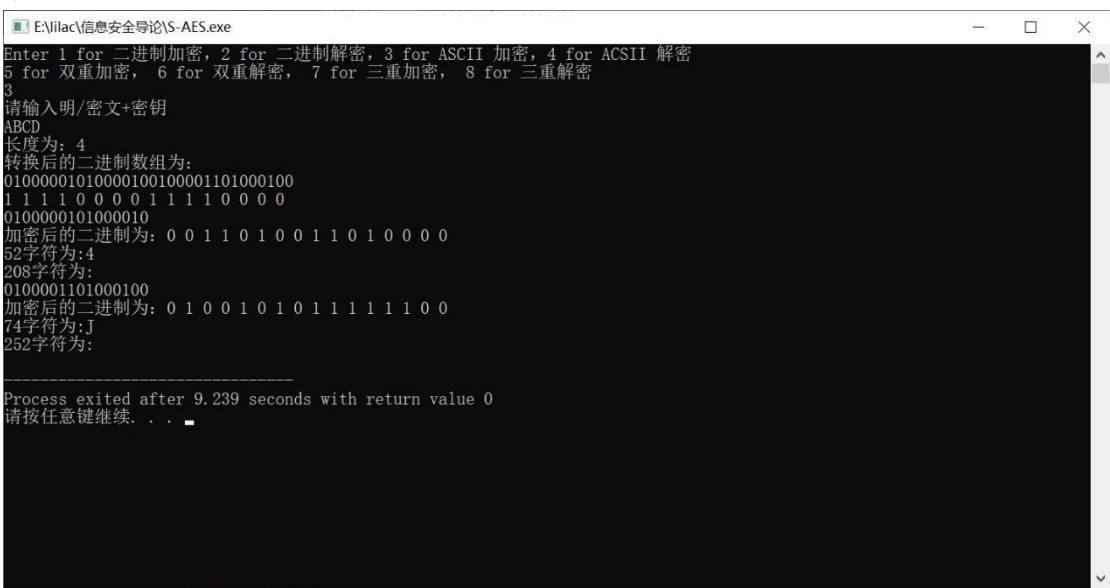 E:\lilac\信息安全导论\S-AES.exe
Enter 1 for 二进制加密，2 for 二进制解密，3 for ASCII 加密，4 for ACSII 解密
5 for 双重加密， 6 for 双重解密， 7 for 三重加密， 8 for 三重解密
3
请输入明/密文+密钥
ABCD
长度为：4
转换后的二进制数组为：
01000001010000100100001101000100
1 1 1 1 0 0 0 0 1 1 1 1 0 0 0 0
0100000101000010
加密后的二进制为：0 0 1 1 0 1 0 0 1 1 0 1 0 0 0 0
52字符为:4
208字符为:
0100001101000100
加密后的二进制为：0 1 0 0 1 0 1 0 1 1 1 1 1 1 0 0
74字符为:J
252字符为:
--------------------------------
Process exited after 9.239 seconds with return value 0
请按任意键继续. . .